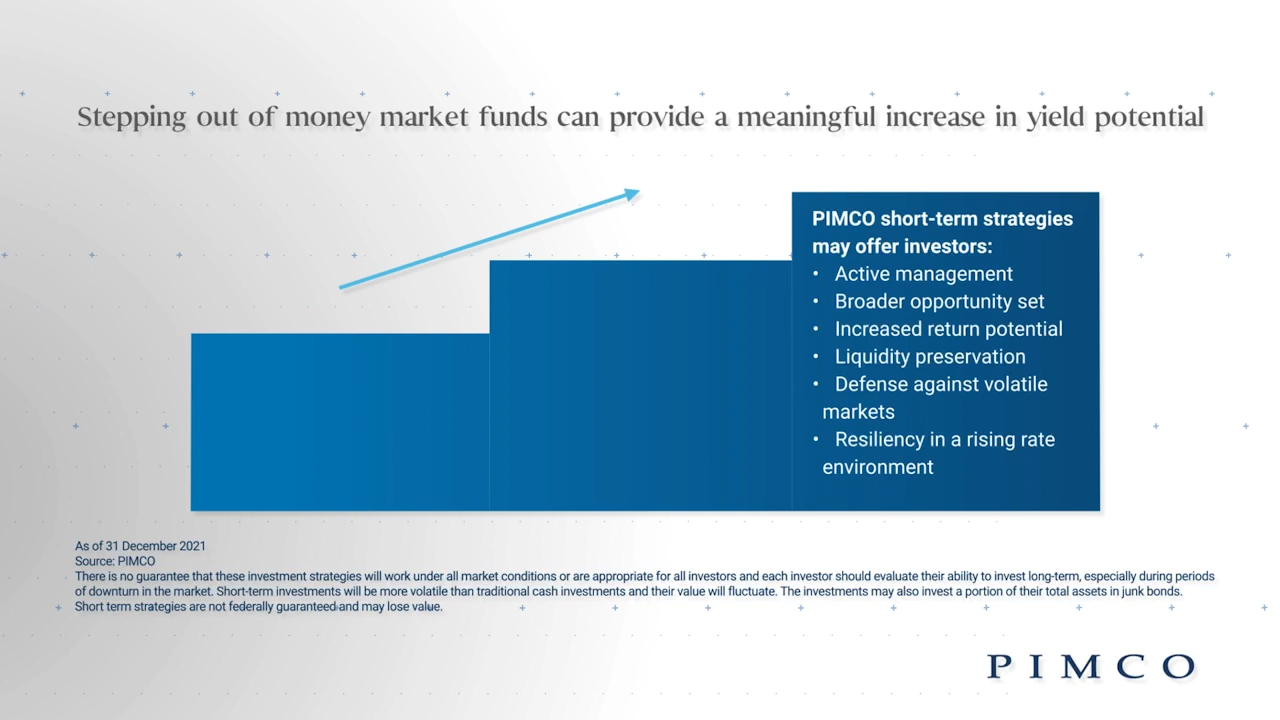 Stepping out of money market funds can provide a meaningful increase in yield potential
PIMCO short-term strategies
may offer investors:
• Active management
• Broader opportunity set
• Increased return potential
• Liquidity preservation
• Defense against volatile
markets
• Resiliency in a rising rate
environment
As of 31 December 2021
Source: PIMCO
There is no guarantee that these investment strategies will work under all market conditions or are appropriate for all investors and each investor should evaluate their ability to invest long-term, especially during periods
of downturn in the market. Short-term investments will be more volatile than traditional cash investments and their value will fluctuate. The investments may also invest a portion of their total assets in junk bonds.
Short term strategies are not federally guaranteed and may lose value.
PIMCO